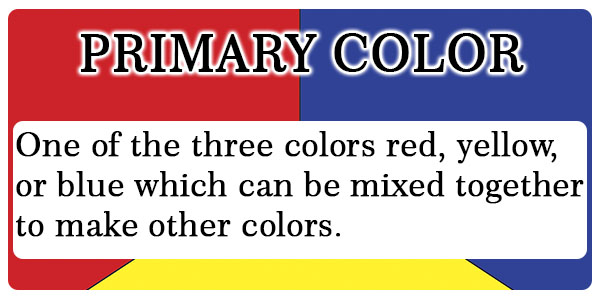 PRIMARY COLOR
One of the three colors red, yellow,
or blue which can be mixed together
to make other colors.